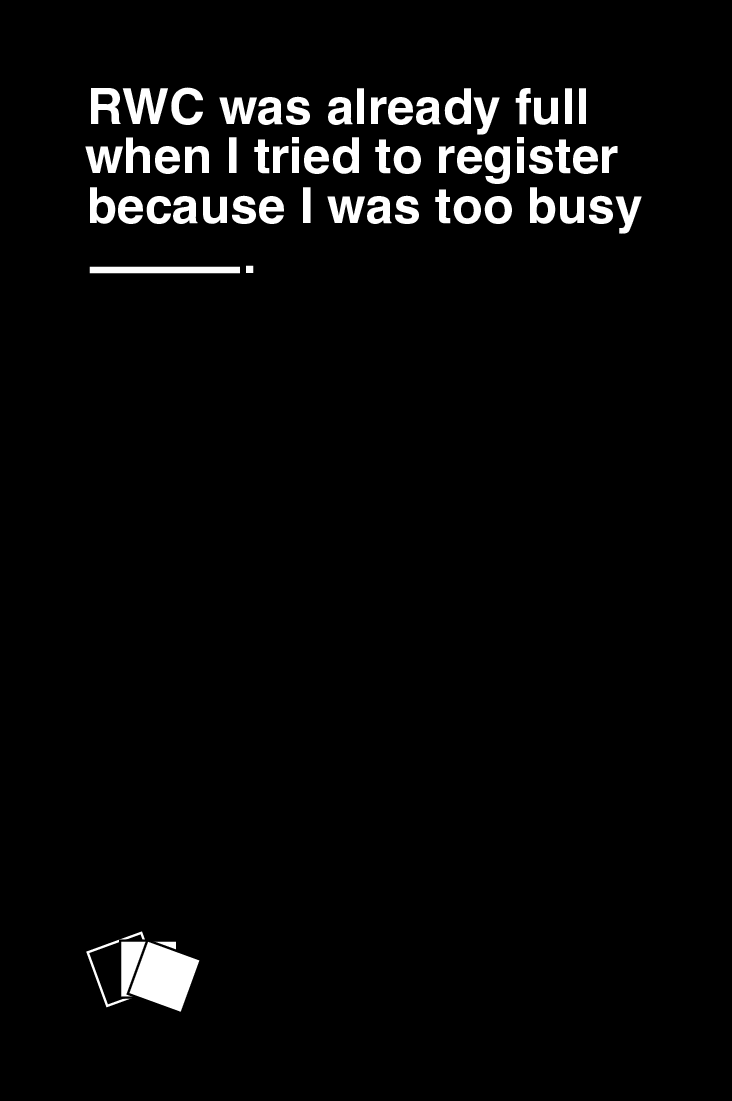 RWC was already full
when I tried to register
because I was too busy
______.